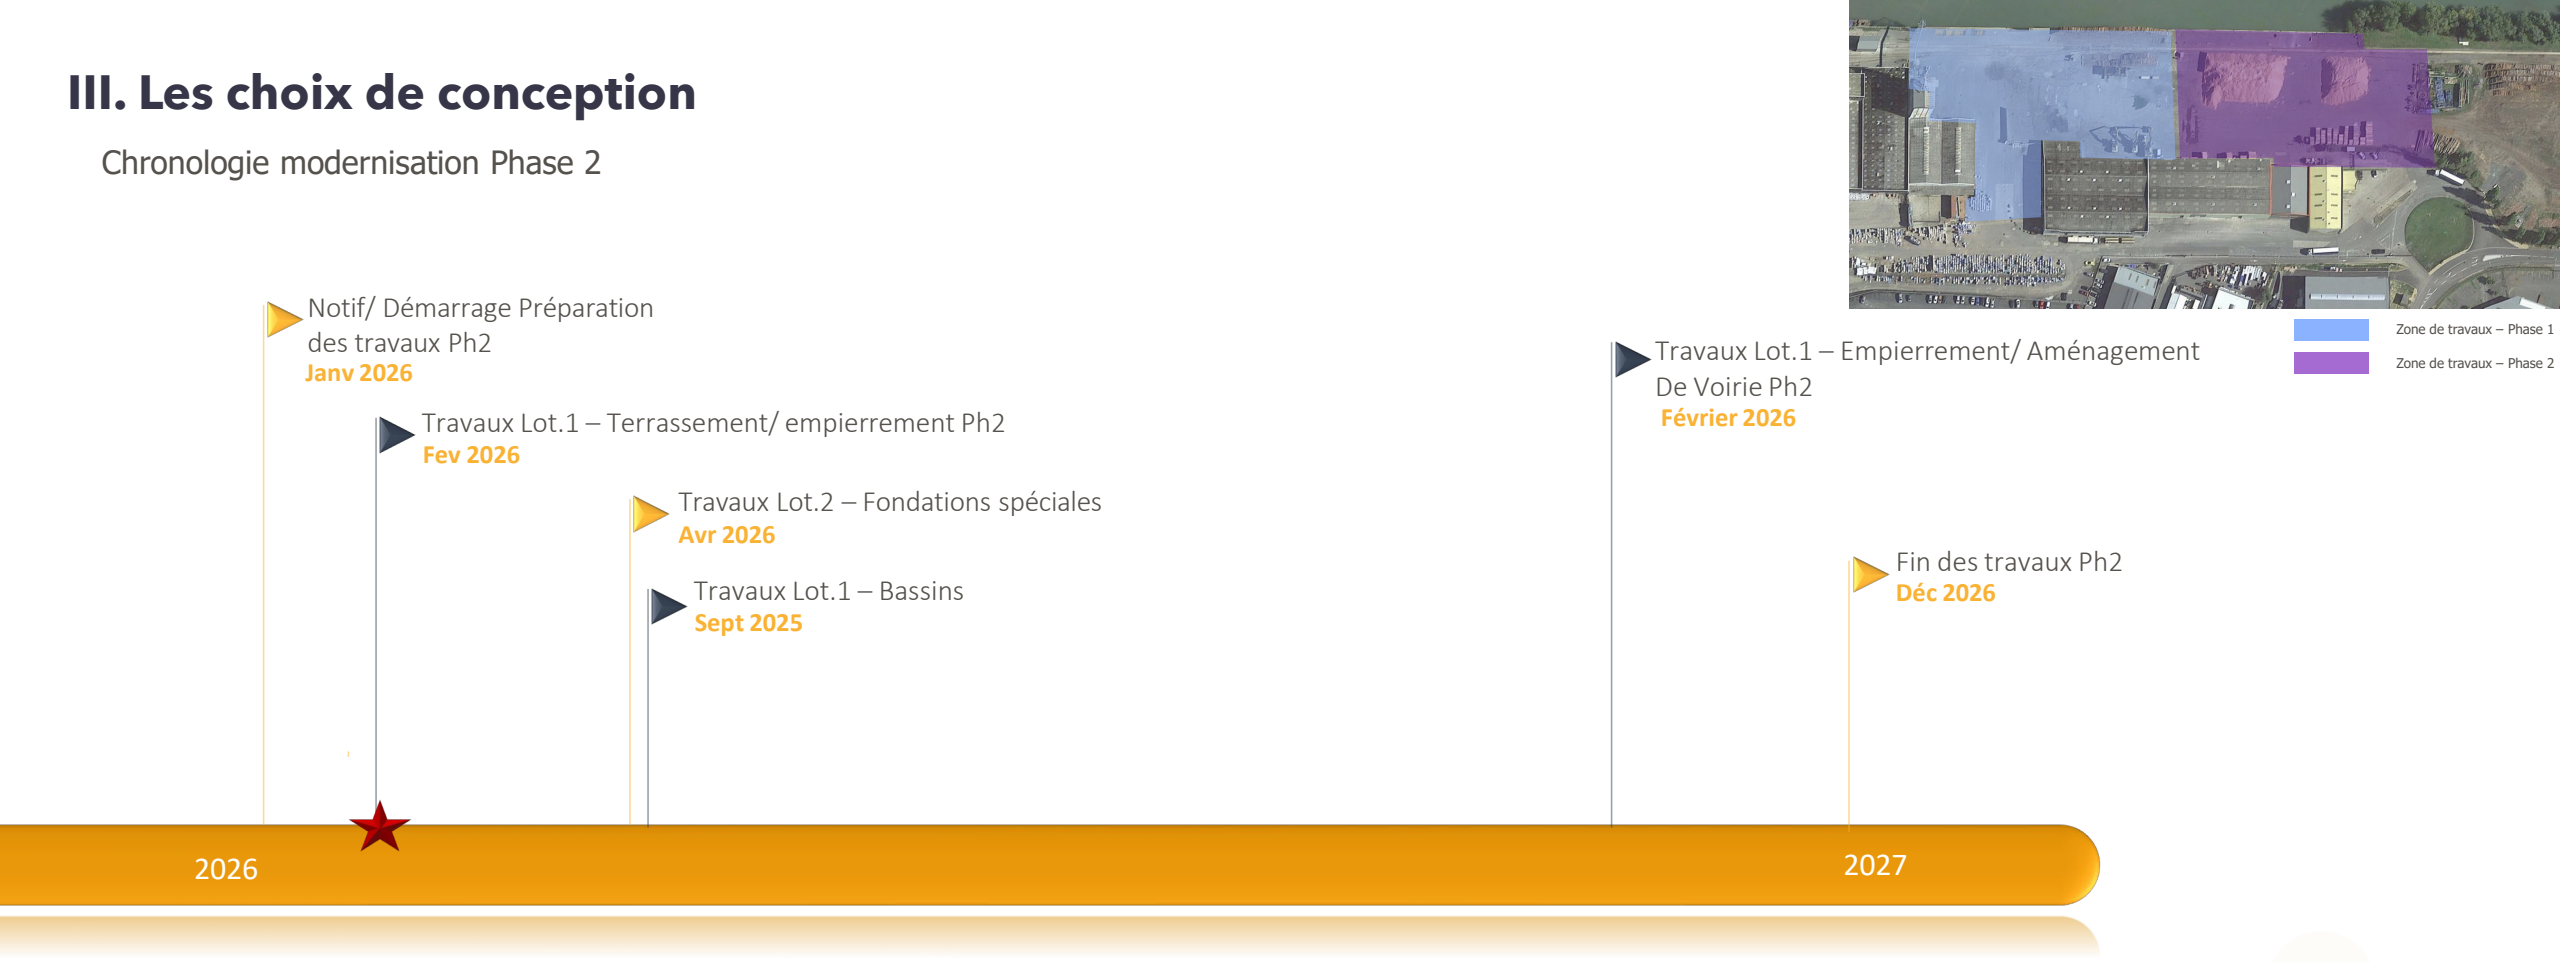 III. Les choix de conception
Chronologie modernisation Phase 2
Notif/ Démarrage Préparation
des travaux Ph2
Janv 2026
Travaux Lot.1 – Terrassement/ empierrement Ph2
Fev 2026
Travaux Lot.2 – Fondations spéciales
Avr 2026
Travaux Lot.1 – Bassins
Sept 2025
Travaux Lot.1 – Empierrement/ Aménagement
De Voirie Ph2
Février 2026
Fin des travaux Ph2
Déc 2026
Zone de travaux – Phase 1
Zone de travaux – Phase 2
2026
2027